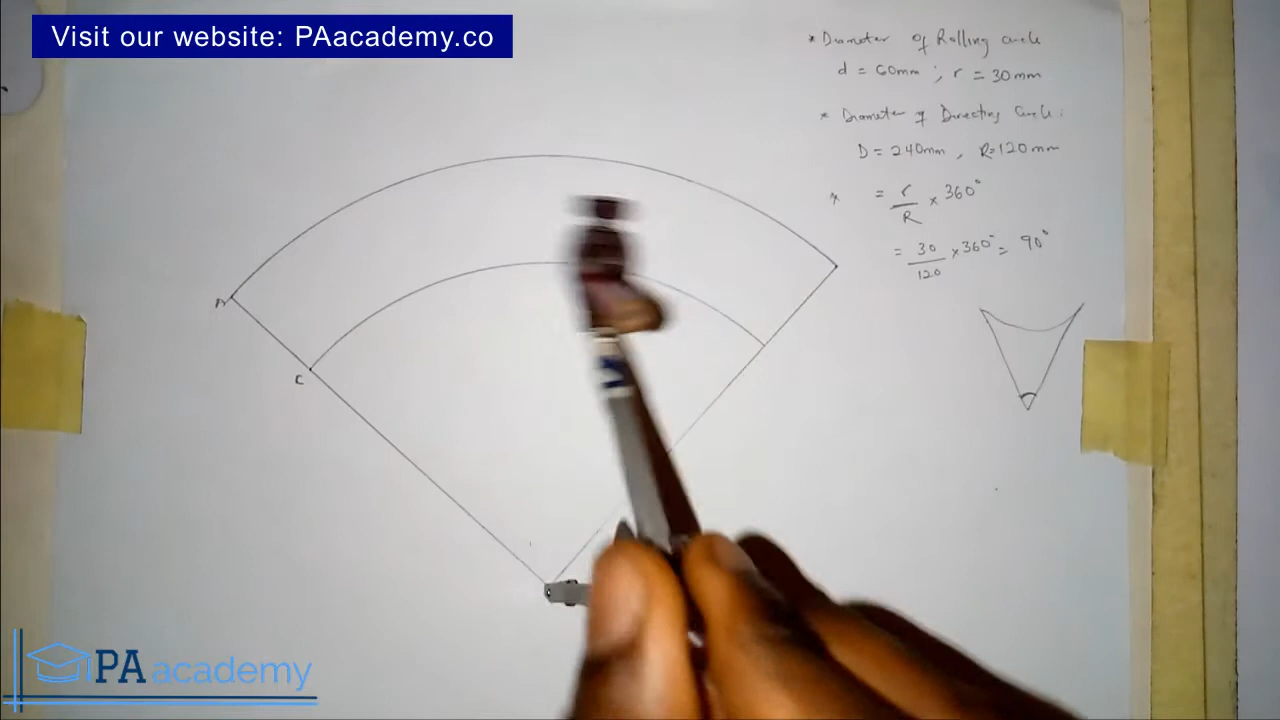 Visit our website: PAacademy.co
* Diameter of Rolling circle
d = 60mm ; r = 30mm
* Diameter of Directing Circle:
D = 240mm , R=120mm
* = r/R × 360°
= 30/120 × 360° = 90°
A
C
PA academy